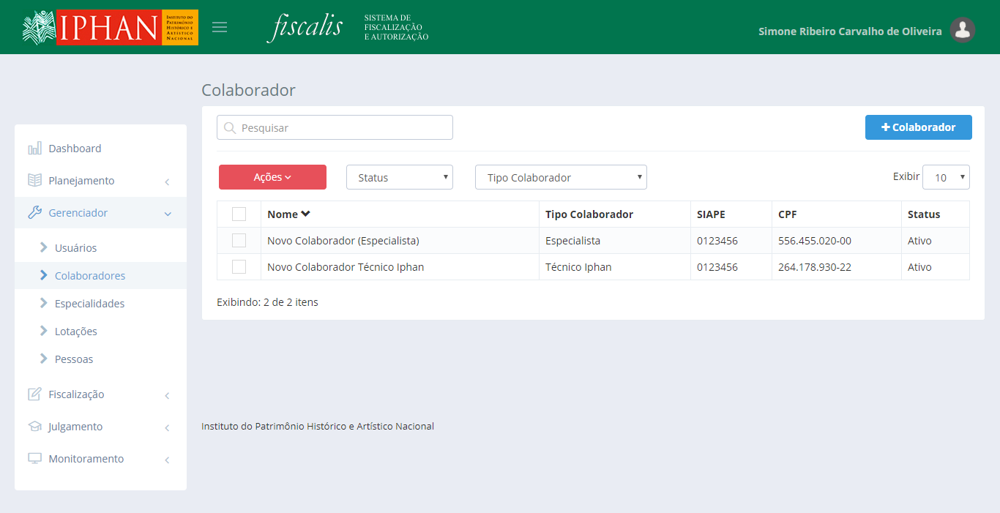 IPHAN
INSTITUTO DO
PATRIMÔNIO
HISTÓRICO E
ARTÍSTICO
NACIONAL
fiscalis
SISTEMA DE
FISCALIZAÇÃO
E AUTORIZAÇÃO
Simone Ribeiro Carvalho de Oliveira
Colaborador
Pesquisar
+ Colaborador
Dashboard
Planejamento
Gerenciador
Usuários
Colaboradores
Especialidades
Lotações
Pessoas
Fiscalização
Julgamento
Monitoramento
Ações Status Tipo Colaborador Exibir 10
Nome Tipo Colaborador SIAPE CPF Status
Novo Colaborador (Especialista) Especialista 0123456 556.455.020-00 Ativo
Novo Colaborador Técnico Iphan Técnico Iphan 0123456 264.178.930-22 Ativo
Exibindo: 2 de 2 itens
Instituto do Patrimônio Histórico e Artístico Nacional